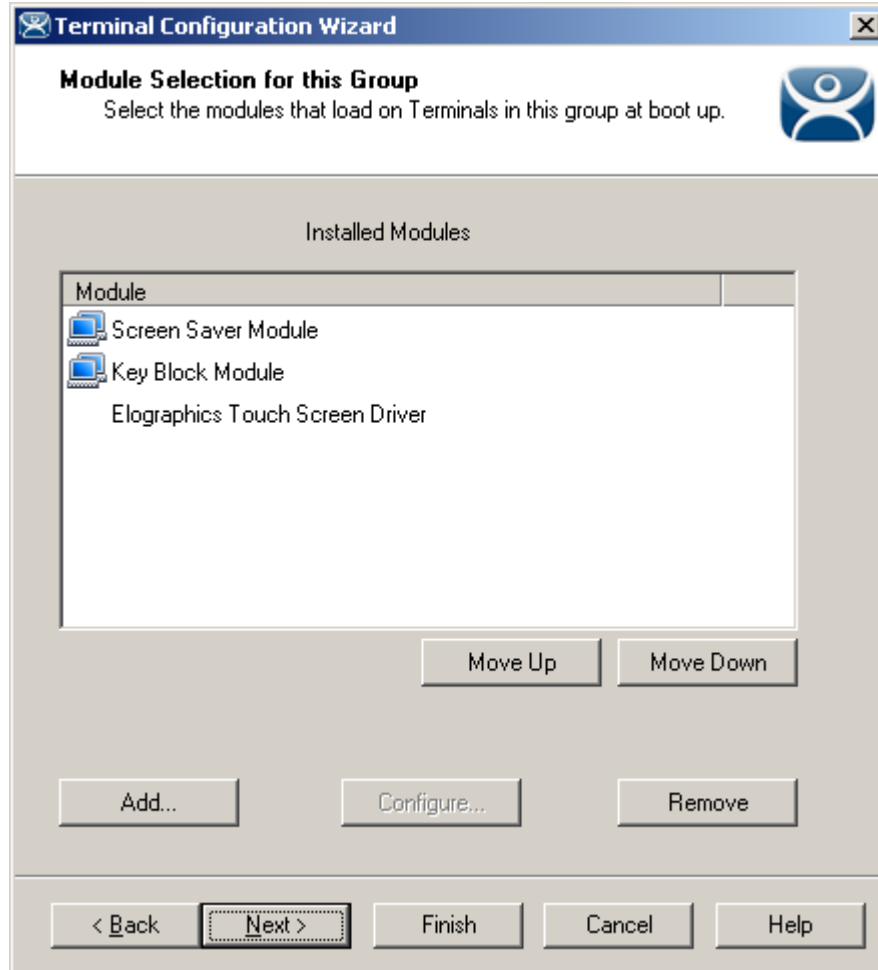 Terminal Configuration Wizard
Module Selection for this Group
Select the modules that load on Terminals in this group at boot up.
Installed Modules
Module
Screen Saver Module
Key Block Module
Elographics Touch Screen Driver
Move Up
Move Down
Add...
Configure...
Remove
< Back
Next >
Finish
Cancel
Help